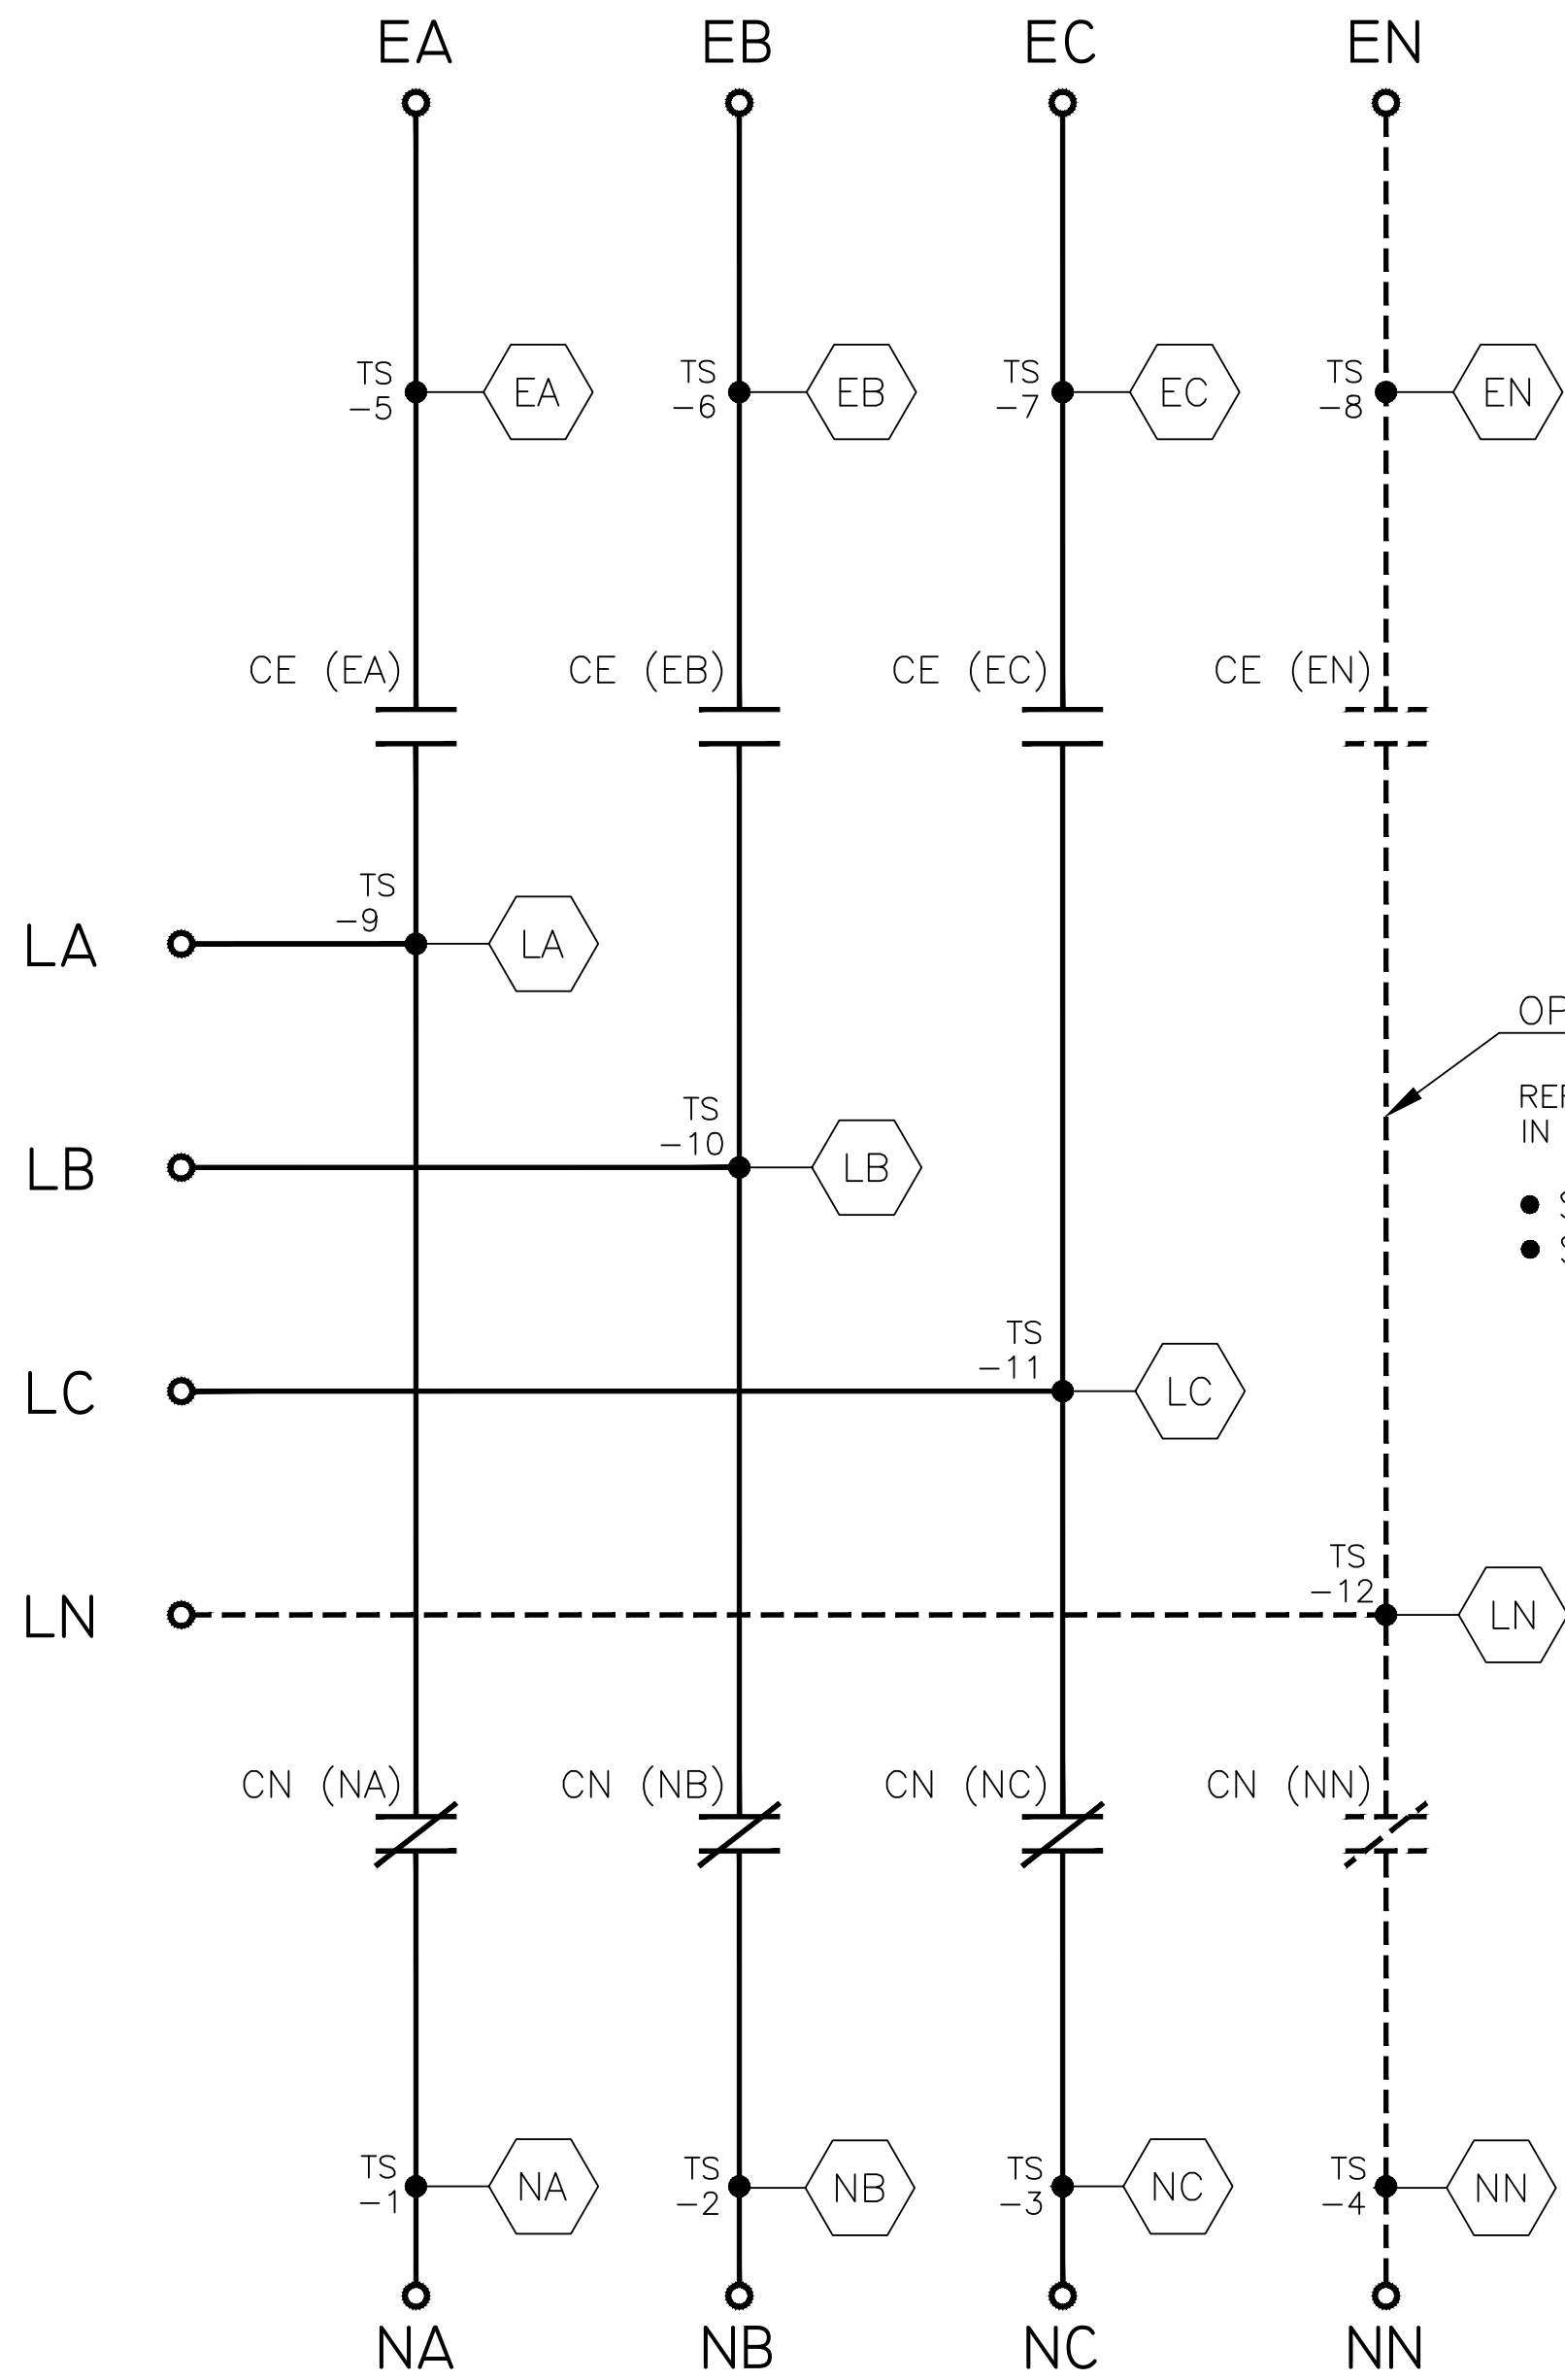 EA EB EC EN
TS TS TS TS
-5 EA -6 EB -7 EC -8 EN
CE (EA) CE (EB) CE (EC) CE (EN)
TS
-9
LA LA
OP
REF
IN
TS
-10
LB LB
TS
-11
LC LC
TS
-12
LN LN
CN (NA) CN (NB) CN (NC) CN (NN)
TS TS TS TS
-1 NA -2 NB -3 NC -4 NN
NA NB NC NN